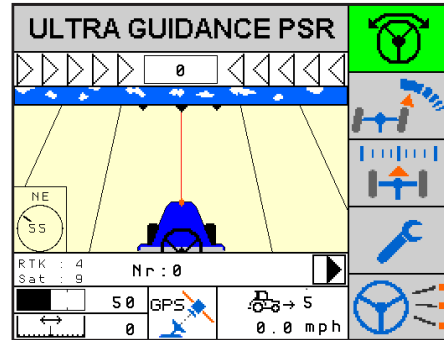 ULTRA GUIDANCE PSR
0
NE
55
RTK : 4
Sat : 9
Nr:0
50
GPS
5
0
0.0 mph